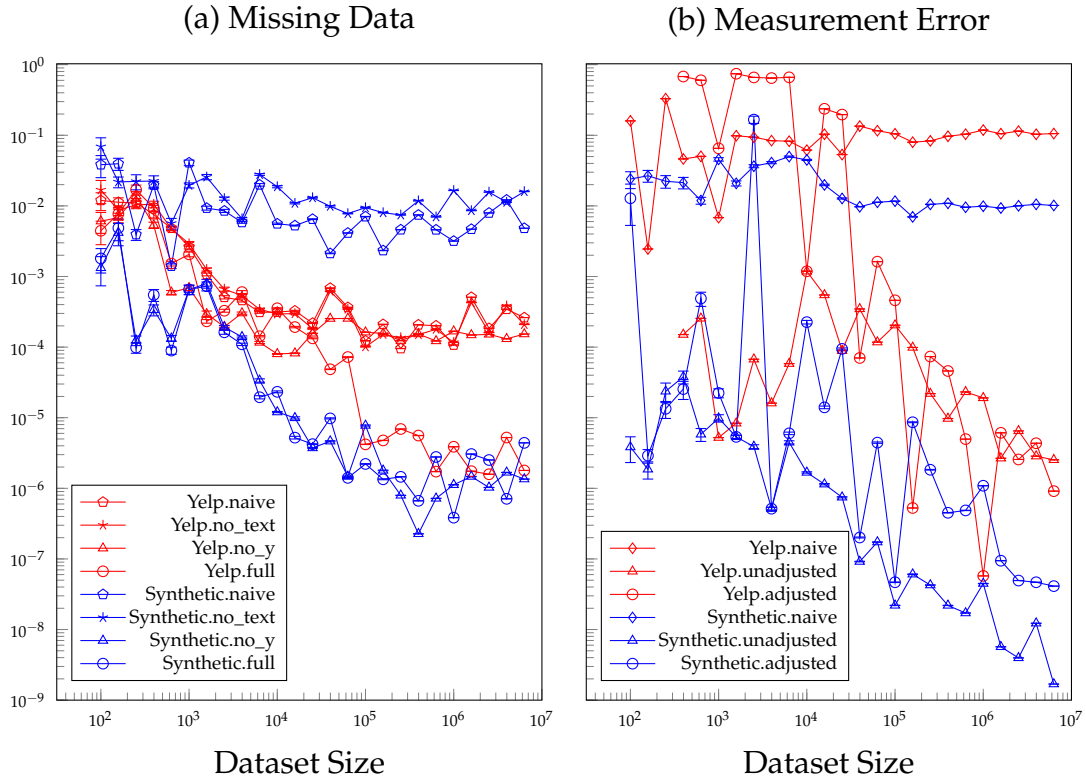 (a) Missing Data
(b) Measurement Error
10^0
10^-1
10^-2
10^-3
10^-4
10^-5
10^-6
10^-7
10^-8
10^-9
Yelp.naive
Yelp.no_text
Yelp.no_y
Yelp.full
Synthetic.naive
Synthetic.no_text
Synthetic.no_y
Synthetic.full
10^2 10^3 10^4 10^5 10^6 10^7
Dataset Size
Yelp.naive
Yelp.unadjusted
Yelp.adjusted
Synthetic.naive
Synthetic.unadjusted
Synthetic.adjusted
10^2 10^3 10^4 10^5 10^6 10^7
Dataset Size